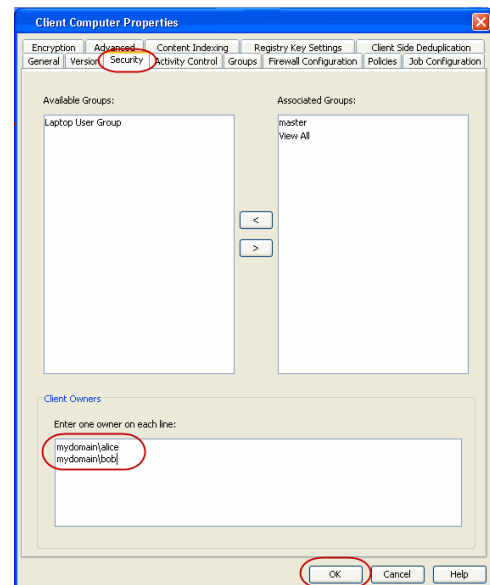 Client Computer Properties
Encryption Advanced Content Indexing Registry Key Settings Client Side Deduplication
General Version Security Activity Control Groups Firewall Configuration Policies Job Configuration
Available Groups: Associated Groups:
Laptop User Group master
View All
<
>
Client Owners
Enter one owner on each line:
mydomain\alice
mydomain\bob
OK Cancel Help